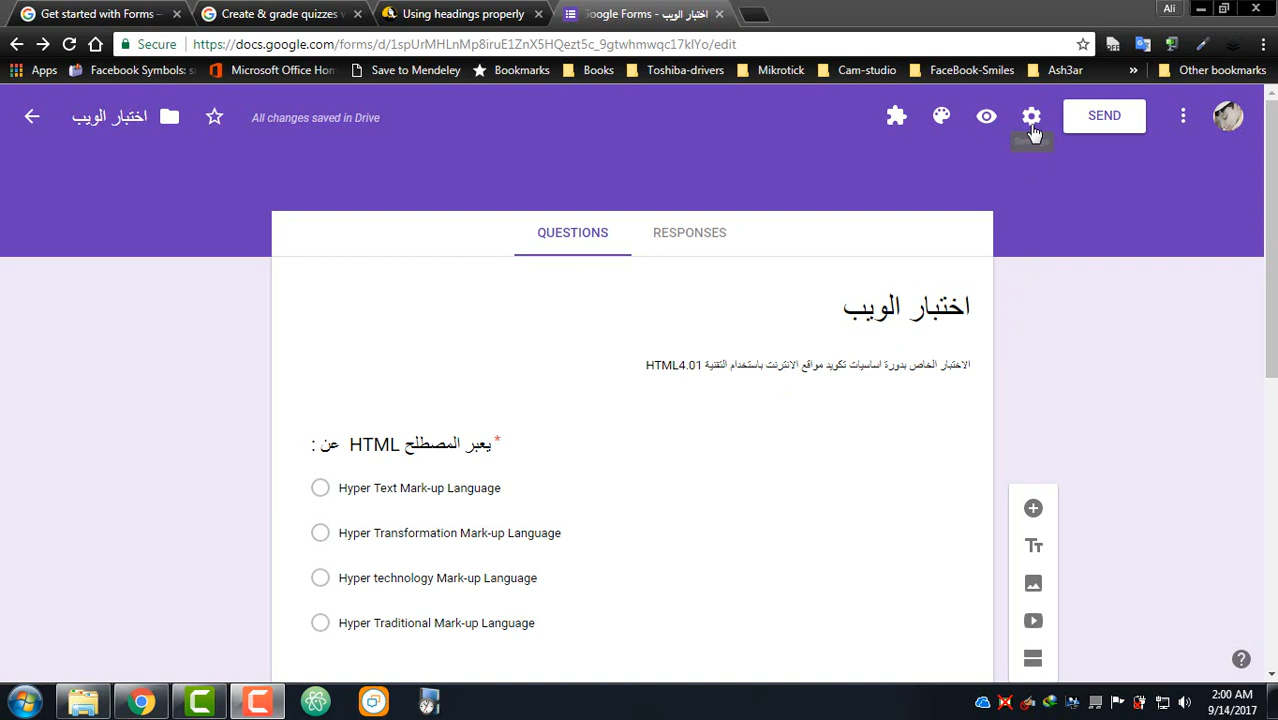 Get started with Forms –
Create & grade quizzes w
Using headings properly
Google Forms - اختبار الويب
Ali
Secure
https://docs.google.com/forms/d/1spUrMHLnMp8iruE1ZnX5HQezt5c_9gtwhmwqc17klYo/edit
Apps
Facebook Symbols: s
Microsoft Office Hom
Save to Mendeley
Bookmarks
Books
Toshiba-drivers
Mikrotick
Cam-studio
FaceBook-Smiles
Ash3ar
»
Other bookmarks
اختبار الويب
All changes saved in Drive
SEND
QUESTIONS
RESPONSES
اختبار الويب
الاختبار الخاص بدورة اساسيات تكويد مواقع الانترنت باستخدام التقنية HTML4.01
يعبر المصطلح HTML عن : *
Hyper Text Mark-up Language
Hyper Transformation Mark-up Language
Hyper technology Mark-up Language
Hyper Traditional Mark-up Language
Tт
2:00 AM
9/14/2017